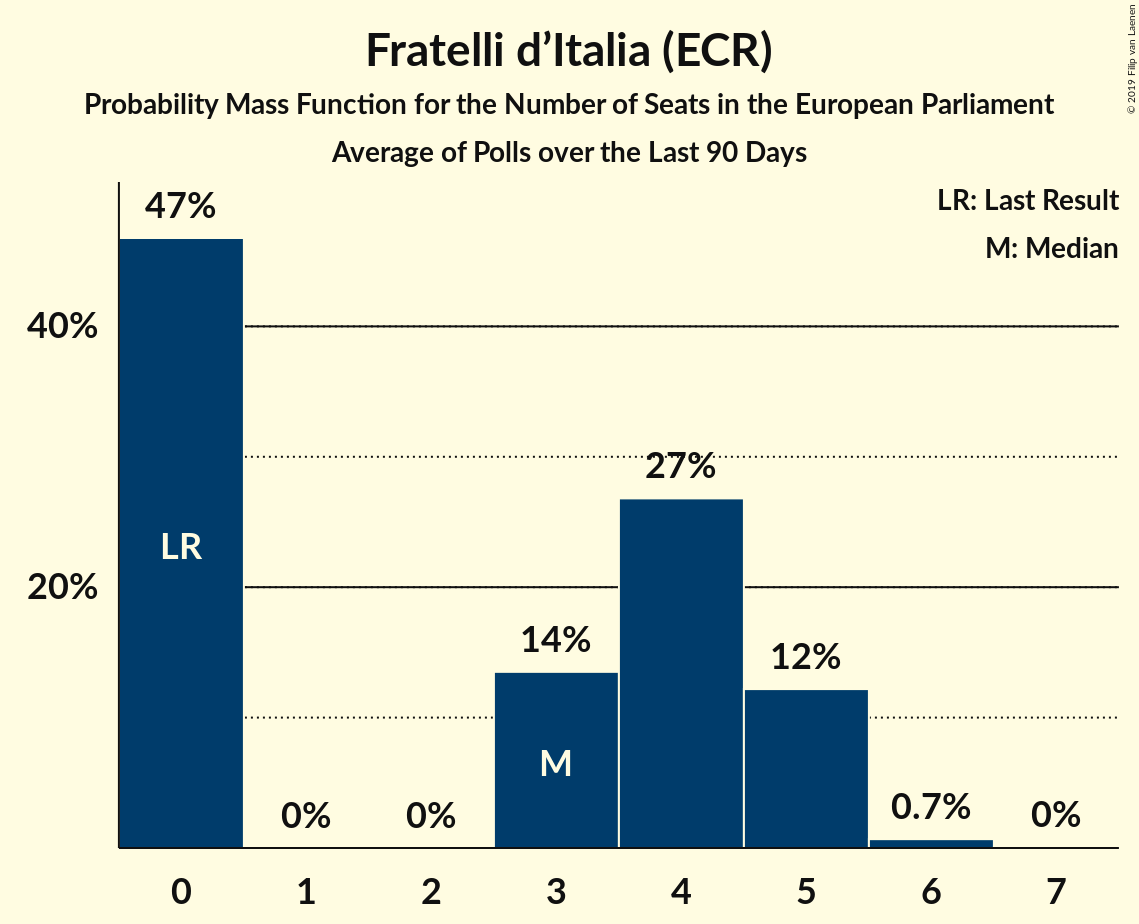 Fratelli d’Italia (ECR)
Probability Mass Function for the Number of Seats in the European Parliament
Average of Polls over the Last 90 Days
© 2019 Filip van Laenen
LR: Last Result
M: Median
47%
40%
27%
LR
20%
14%
12%
M
0%
0%
0.7%
0%
0 1 2 3 4 5 6 7